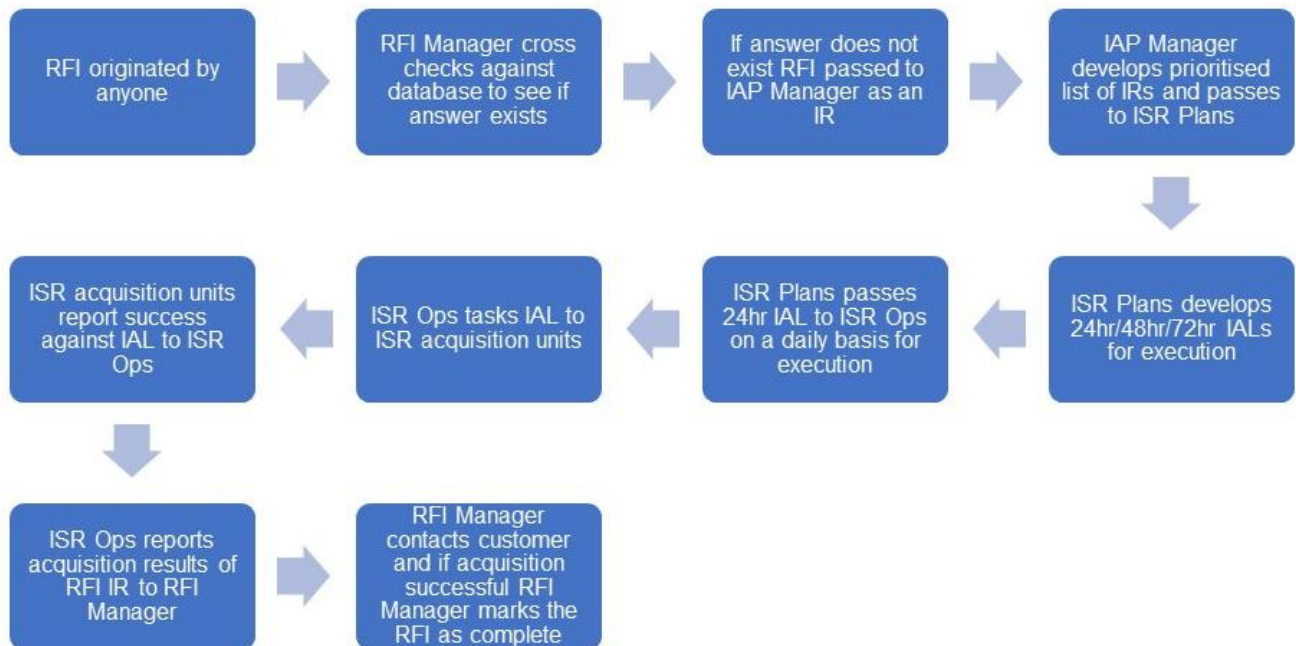 RFI originated by
anyone
RFI Manager cross
checks against
database to see if
answer exists
If answer does not
exist RFI passed to
IAP Manager as an
IR
IAP Manager
develops prioritised
list of IRs and passes
to ISR Plans
ISR Plans develops
24hr/48hr/72hr IALs
for execution
ISR Plans passes
24hr IAL to ISR Ops
on a daily basis for
execution
ISR Ops tasks IAL to
ISR acquisition units
ISR acquisition units
report success
against IAL to ISR
Ops
ISR Ops reports
acquisition results of
RFI IR to RFI
Manager
RFI Manager
contacts customer
and if acquisition
successful RFI
Manager marks the
RFI as complete